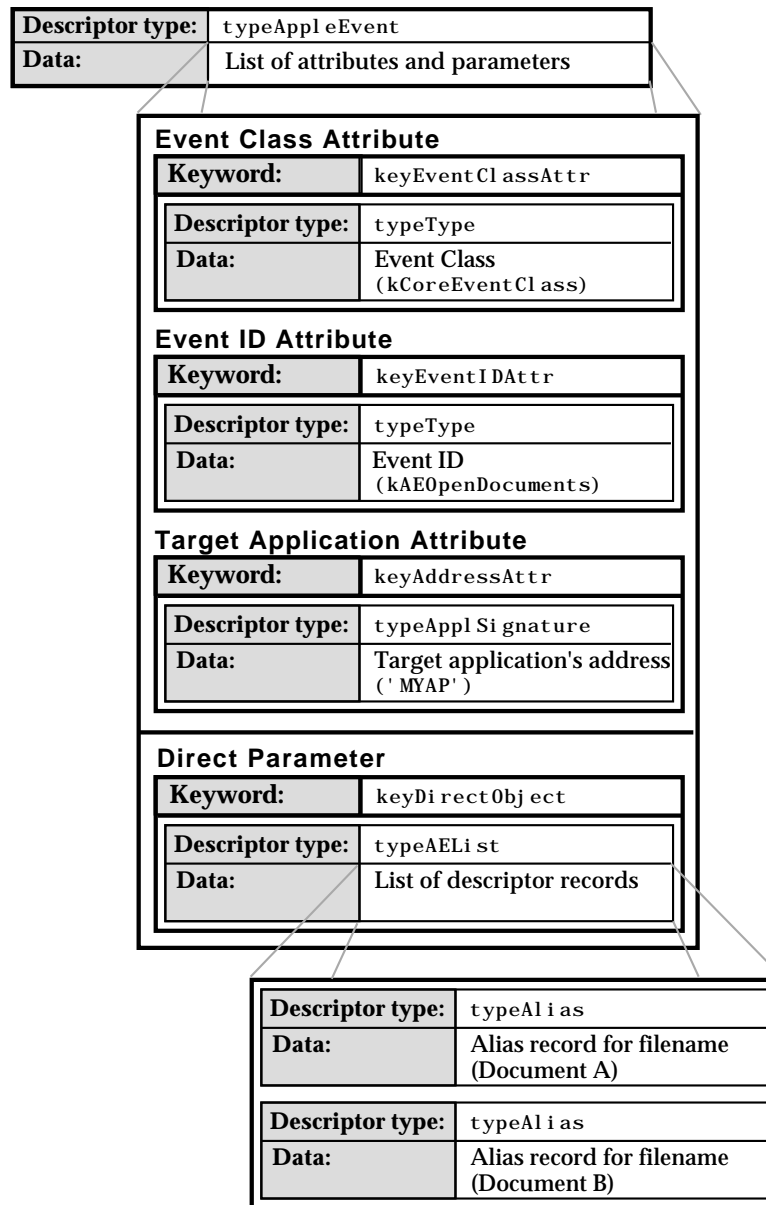 Descriptor type: typeAppleEvent
Data: List of attributes and parameters
Event Class Attribute
Keyword: keyEventClassAttr
Descriptor type: typeType
Data: Event Class
(kCoreEventClass)
Event ID Attribute
Keyword: keyEventIDAttr
Descriptor type: typeType
Data: Event ID
(kAEOpenDocuments)
Target Application Attribute
Keyword: keyAddressAttr
Descriptor type: typeApplSignature
Data: Target application's address
('MYAP')
Direct Parameter
Keyword: keyDirectObject
Descriptor type: typeAEList
Data: List of descriptor records
Descriptor type: typeAlias
Data: Alias record for filename
(Document A)
Descriptor type: typeAlias
Data: Alias record for filename
(Document B)